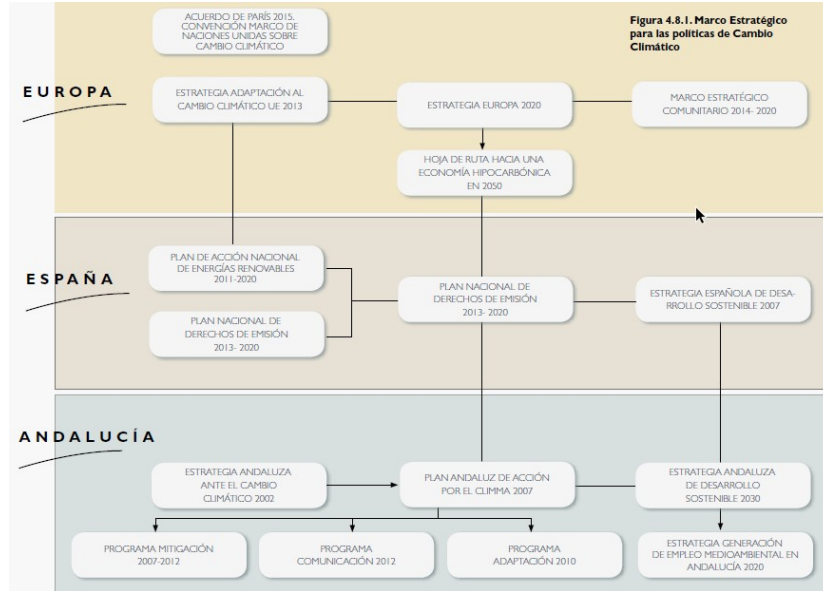 ACUERDO DE PARÍS 2015.
CONVENCIÓN MARCO DE
NACIONES UNIDAS SOBRE
CAMBIO CLIMÁTICO
Figura 4.8.1. Marco Estratégico
para las políticas de Cambio
Climático
EUROPA
ESTRATEGIA ADAPTACIÓN AL
CAMBIO CLIMÁTICO UE 2013
ESTRATEGIA EUROPA 2020
MARCO ESTRATÉGICO
COMUNITARIO 2014- 2020
HOJA DE RUTA HACIA UNA
ECONOMÍA HIPOCARBÓNICA
EN 2050
ESPAÑA
PLAN DE ACCIÓN NACIONAL
DE ENERGÍAS RENOVABLES
2011-2020
PLAN NACIONAL DE
DERECHOS DE EMISIÓN
2013- 2020
PLAN NACIONAL DE
DERECHOS DE EMISIÓN
2013- 2020
ESTRATEGIA ESPAÑOLA DE DESA-
RROLLO SOSTENIBLE 2007
ANDALUCÍA
ESTRATEGIA ANDALUZA
ANTE EL CAMBIO
CLIMÁTICO 2002
PLAN ANDALUZ DE ACCIÓN
POR EL CLIMMA 2007
ESTRATEGIA ANDALUZA
DE DESARROLLO
SOSTENIBLE 2030
PROGRAMA MITIGACIÓN
2007-2012
PROGRAMA
COMUNICACIÓN 2012
PROGRAMA
ADAPTACIÓN 2010
ESTRATEGIA GENERACIÓN
DE EMPLEO MEDIOAMBIENTAL EN
ANDALUCÍA 2020